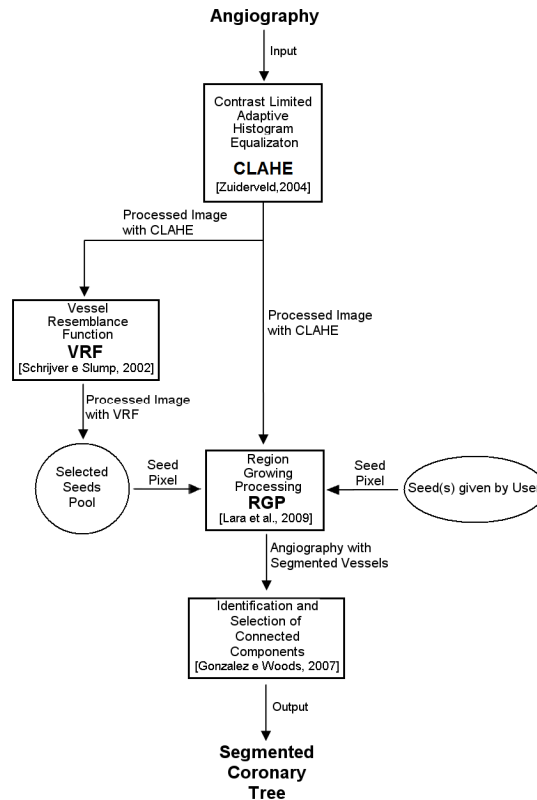 Angiography
Input
Contrast Limited
Adaptive
Histogram
Equalizaton
CLAHE
[Zuiderveld,2004]
Processed Image
with CLAHE
Processed Image
with CLAHE
Vessel
Resemblance
Function
VRF
[Schrijver e Slump, 2002]
Processed Image
with VRF
Selected
Seeds
Pool
Seed
Pixel
Region
Growing
Processing
RGP
[Lara et al., 2009]
Seed
Pixel
Seed(s) given by User
Angiography with
Segmented Vessels
Identification and
Selection of
Connected
Components
[Gonzalez e Woods, 2007]
Output
Segmented
Coronary
Tree